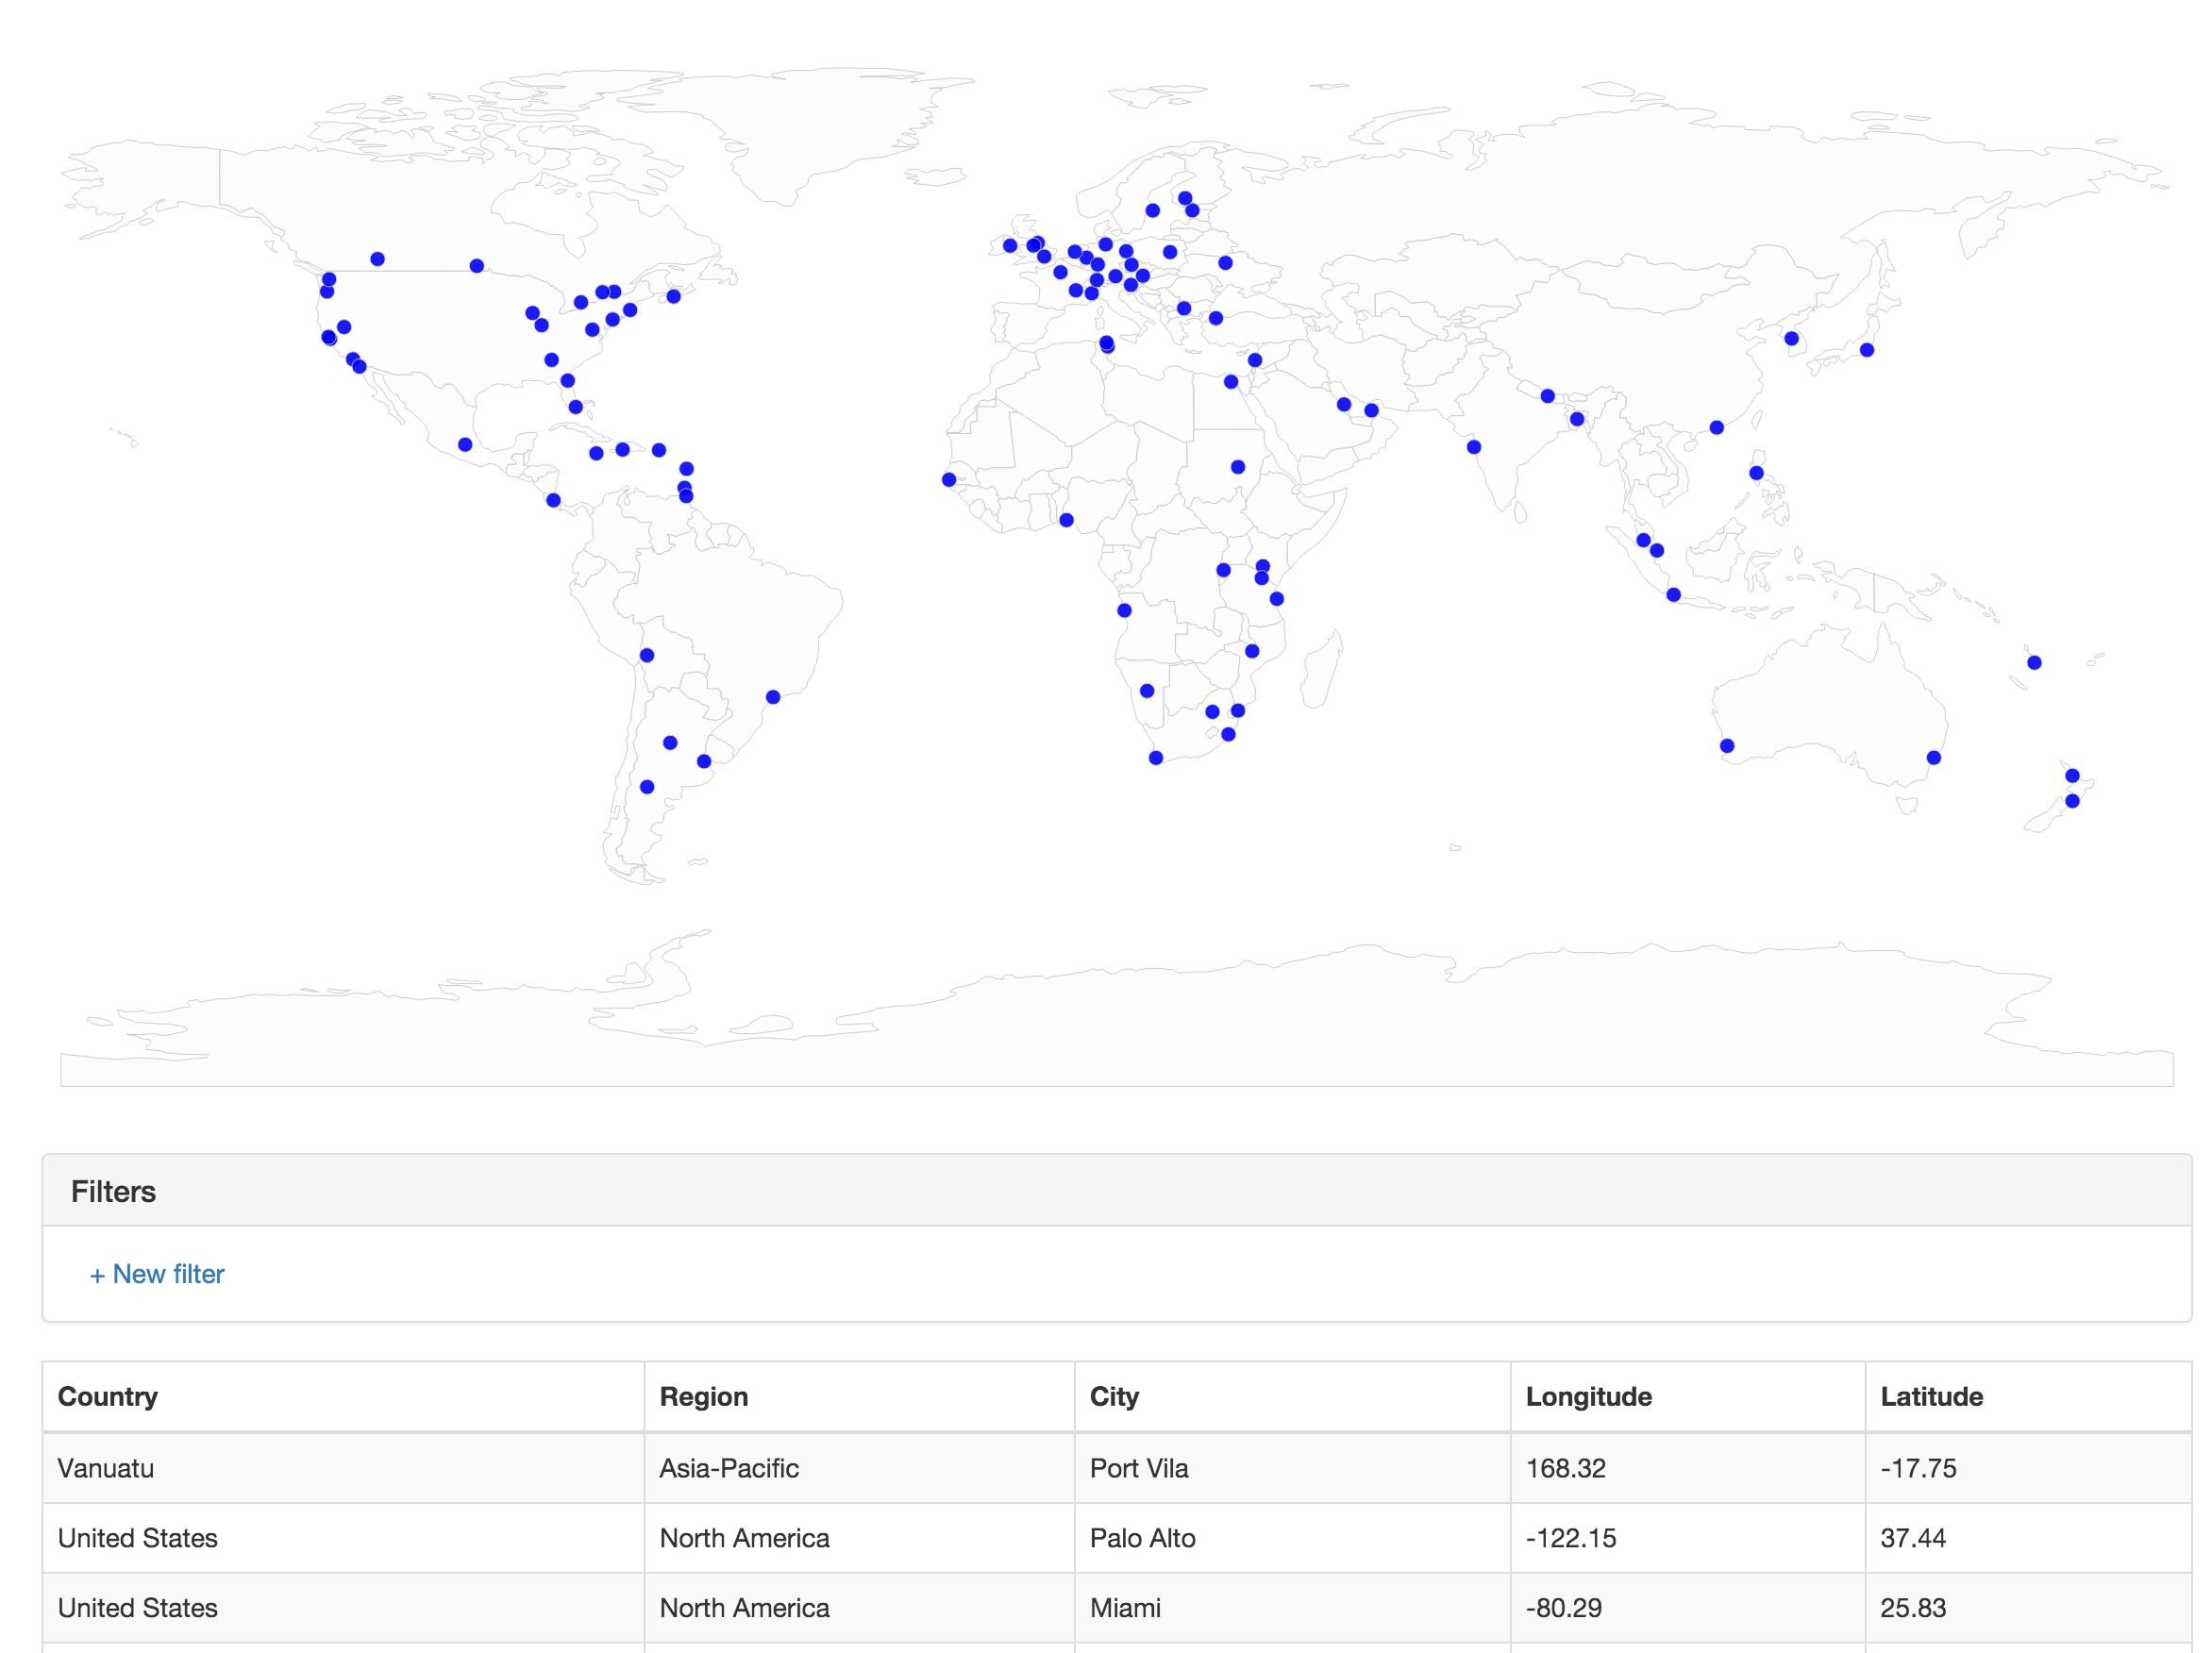 Filters
+ New filter
Country Region City Longitude Latitude
Vanuatu Asia-Pacific Port Vila 168.32 -17.75
United States North America Palo Alto -122.15 37.44
United States North America Miami -80.29 25.83